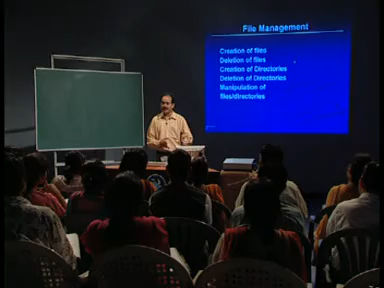 File Management
Creation of files
Deletion of files
Creation of Directories
Deletion of Directories
Manipulation of
files/directories